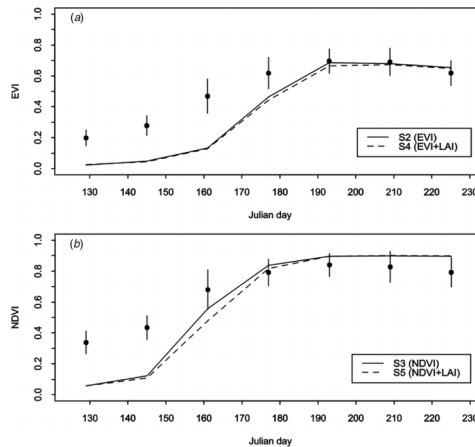 (a)
EVI
0.0 0.2 0.4 0.6 0.8 1.0
130 140 150 160 170 180 190 200 210 220 230
Julian day
S2 (EVI)
S4 (EVI+LAI)
(b)
NDVI
0.0 0.2 0.4 0.6 0.8 1.0
130 140 150 160 170 180 190 200 210 220 230
Julian day
S3 (NDVI)
S5 (NDVI+LAI)